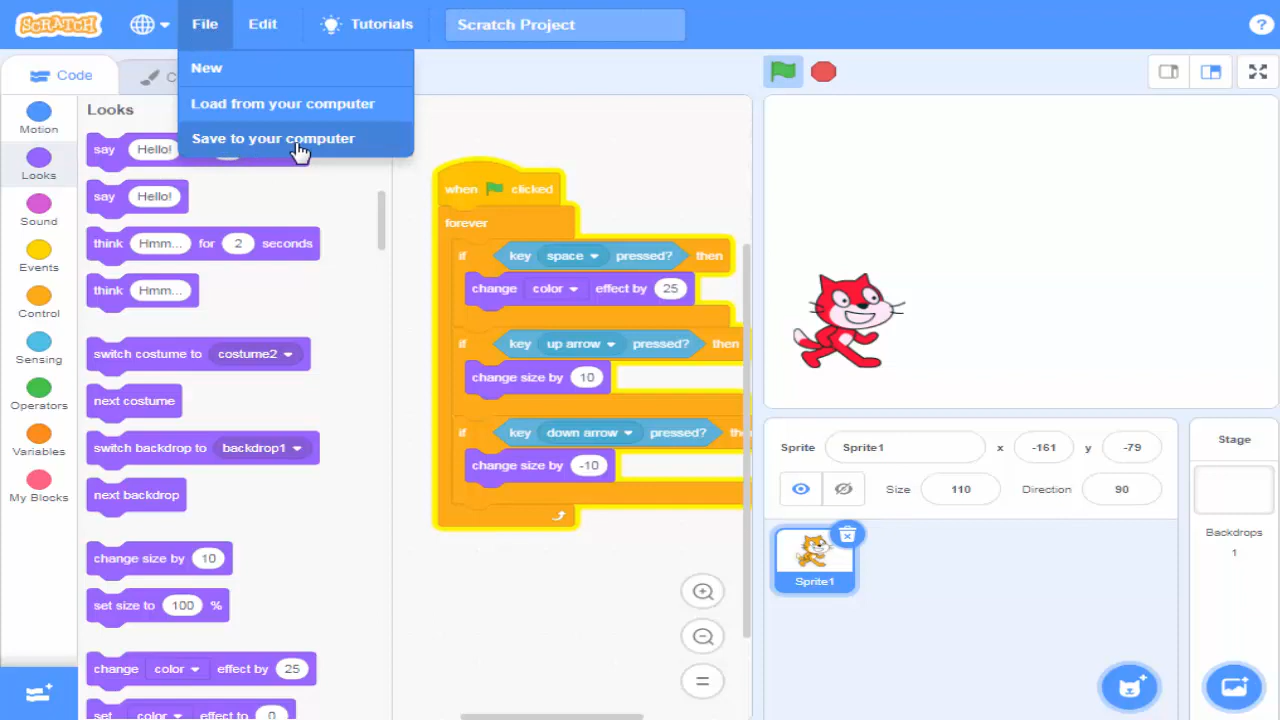 SCRATCH
File
Edit
Tutorials
Scratch Project
?
New
Load from your computer
Save to your computer
Code
C
Motion
Looks
Sound
Events
Control
Sensing
Operators
Variables
My Blocks
Looks
say Hello!
say Hello!
think Hmm... for 2 seconds
think Hmm...
switch costume to costume2
next costume
switch backdrop to backdrop1
next backdrop
change size by 10
set size to 100 %
change color effect by 25
set color effect to 0
when clicked
forever
if key space pressed? then
change color effect by 25
if key up arrow pressed? then
change size by 10
if key down arrow pressed? the
change size by -10
Sprite Sprite1 x -161 y -79
Size 110 Direction 90
Sprite1
Stage
Backdrops
1